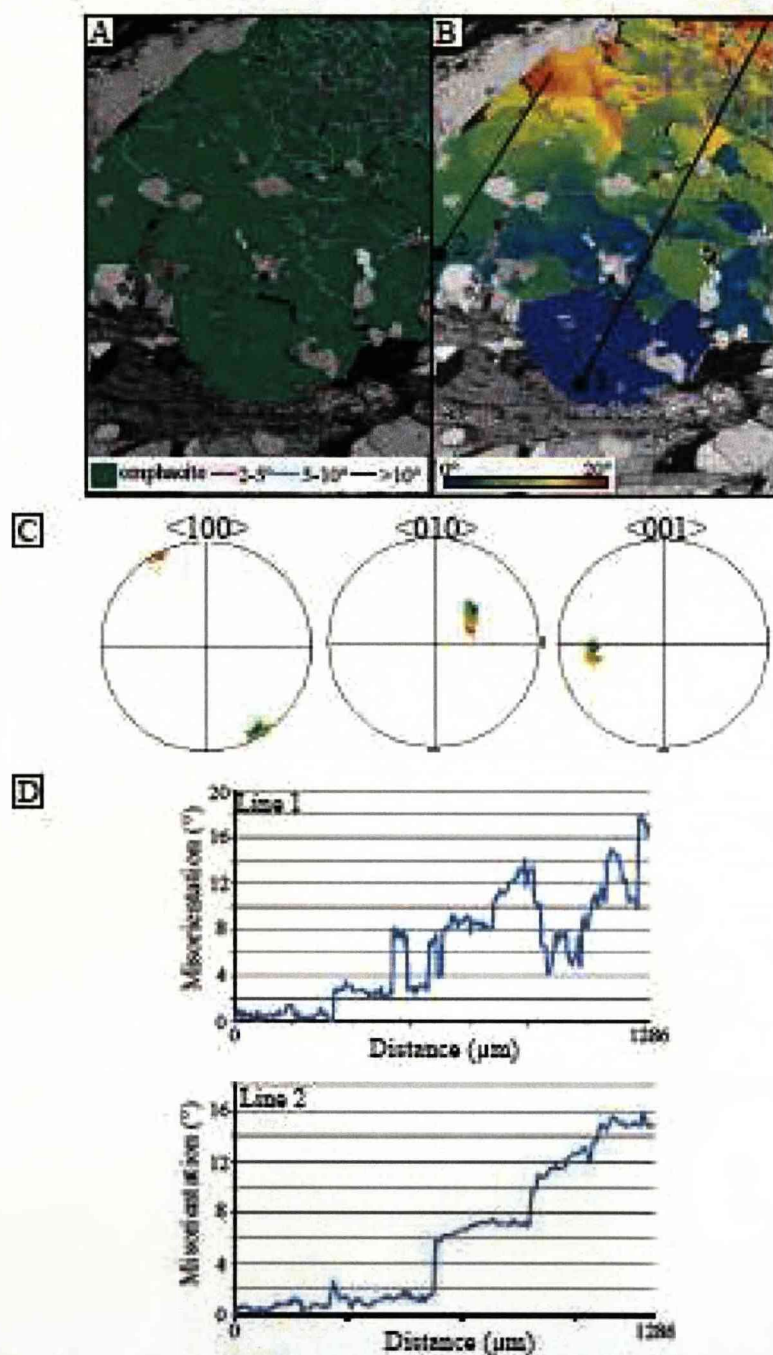 A
B
omphacite 2-5° 5-10° >10°
0° 20°
C
<100> <010> <001>
D
Line 1
Misorientation (°)
20
16
12
8
4
0
0 1286
Distance (µm)
Line 2
Misorientation (°)
16
12
8
4
0
0 1286
Distance (µm)